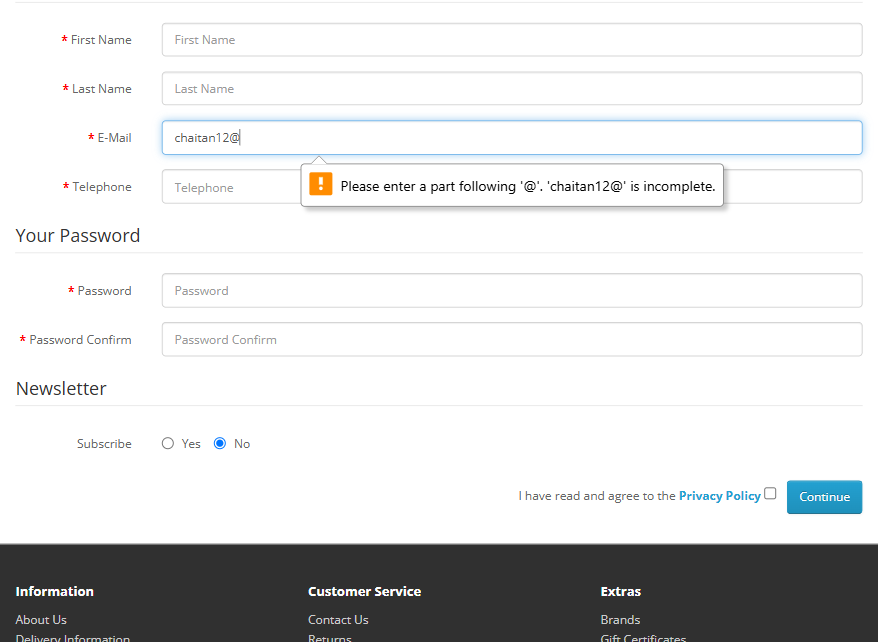 * First Name First Name
* Last Name Last Name
* E-Mail chaitan12@
* Telephone Telephone
Please enter a part following '@'. 'chaitan12@' is incomplete.
Your Password
* Password Password
* Password Confirm Password Confirm
Newsletter
Subscribe Yes No
I have read and agree to the Privacy Policy Continue
Information Customer Service Extras
About Us Contact Us Brands
Delivery Information Returns Gift Certificates